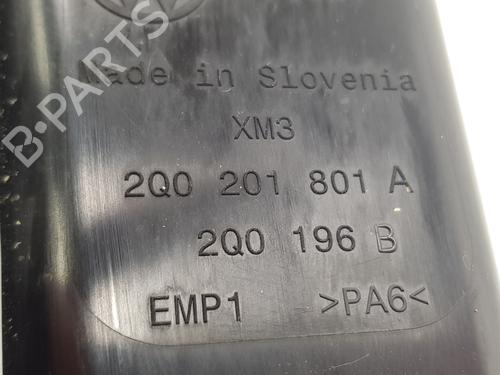 B-PARTS
Made in Slovenia
XM3
2Q0 201 801 A
2Q0 196 B
EMP1 >PA6<